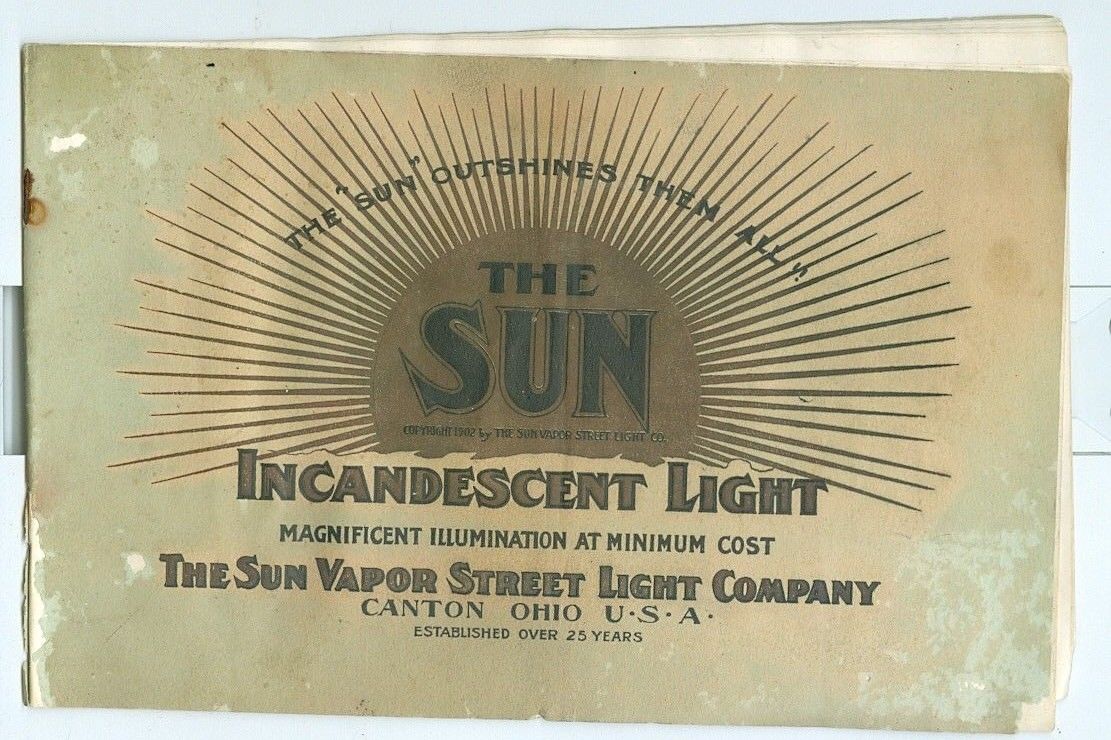 THE "SUN" OUTSHINES THEM ALL".
THE
SUN
COPYRIGHT 1902 by THE SUN VAPOR STREET LIGHT CO.
INCANDESCENT LIGHT
MAGNIFICENT ILLUMINATION AT MINIMUM COST
THE SUN VAPOR STREET LIGHT COMPANY
CANTON OHIO U.S.A.
ESTABLISHED OVER 25 YEARS